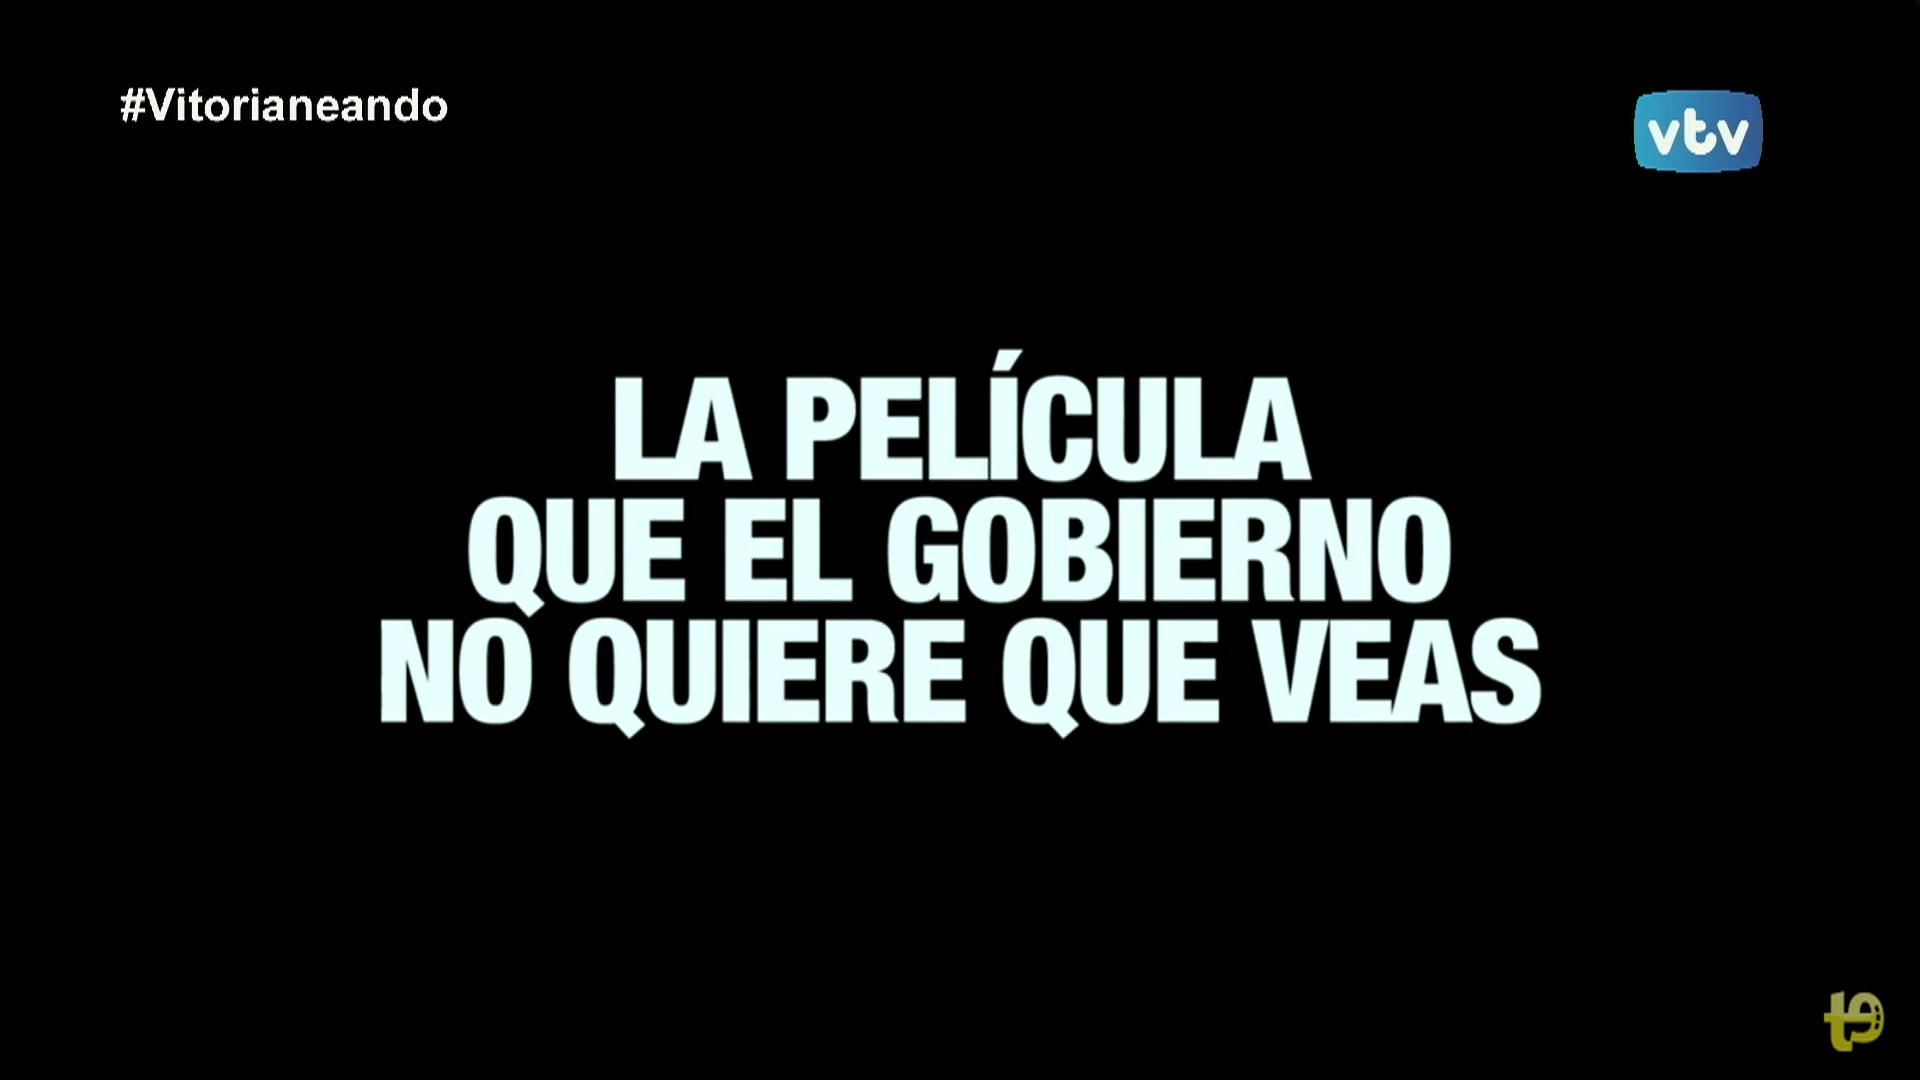 #Vitorianeando
vtv
LA PELÍCULA
QUE EL GOBIERNO
NO QUIERE QUE VEAS